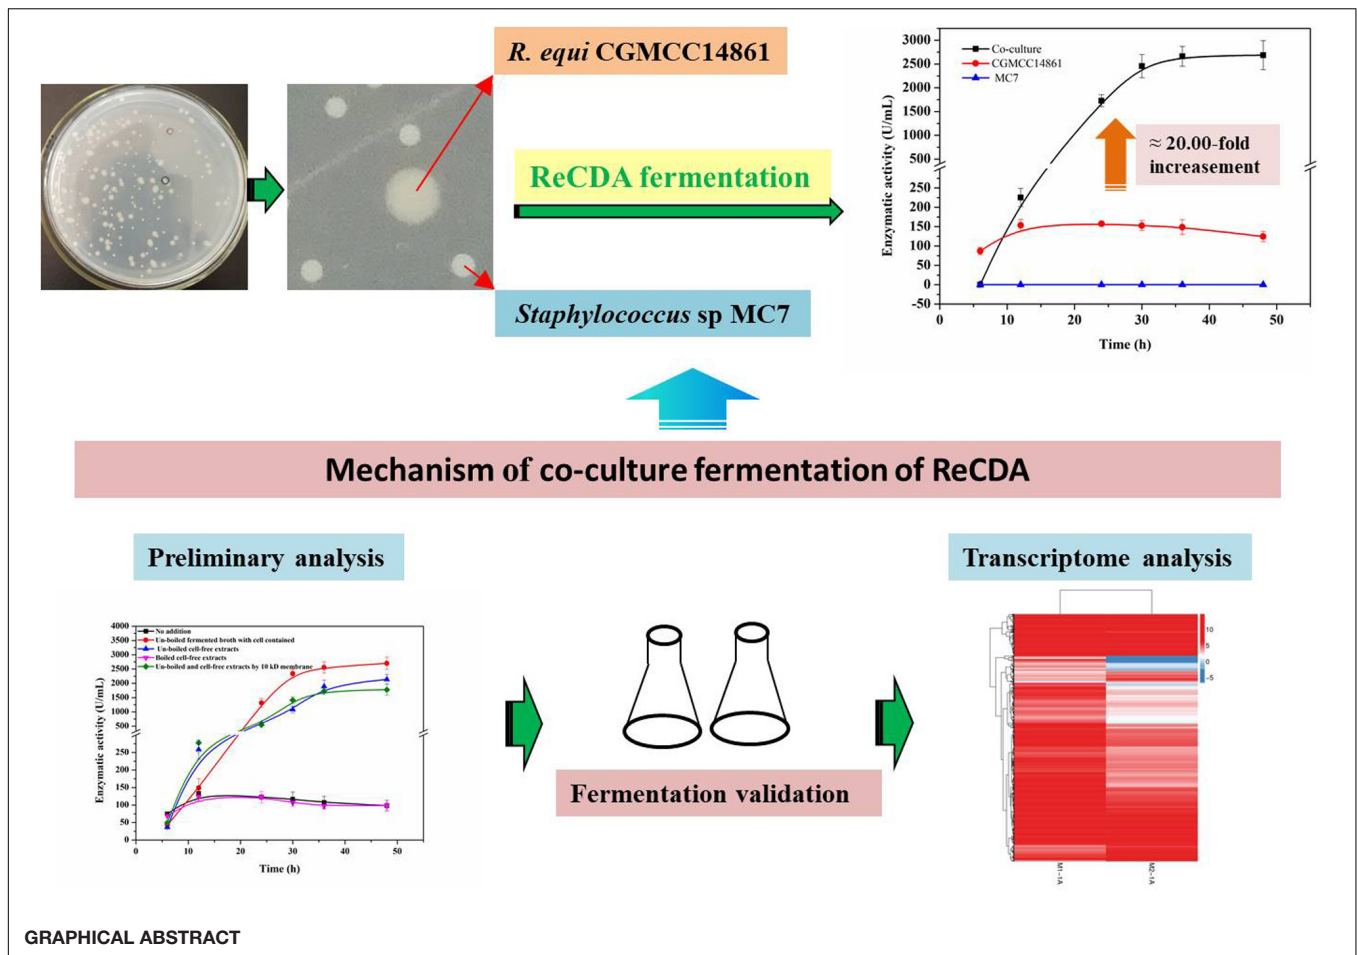 R. equi CGMCC14861
ReCDA fermentation
Staphylococcus sp MC7
Enzymatic activity (U/mL)
3000
2500
2000
1500
1000
500
250
200
150
100
50
0
-50
Co-culture
CGMCC14861
MC7
≈ 20.00-fold
increasement
0 10 20 30 40 50
Time (h)
Mechanism of co-culture fermentation of ReCDA
Preliminary analysis
Enzymatic activity (U/mL)
4000
3500
3000
2500
2000
1500
1000
500
250
200
150
100
50
0
No addition
Un-boiled fermented broth with cell contained
Un-boiled cell-free extracts
Boiled cell-free extracts
Un-boiled and cell-free extracts by 10 kD membrane
0 10 20 30 40 50
Time (h)
Fermentation validation
Transcriptome analysis
10
5
0
−5
M1−1A
M2−1A
GRAPHICAL ABSTRACT